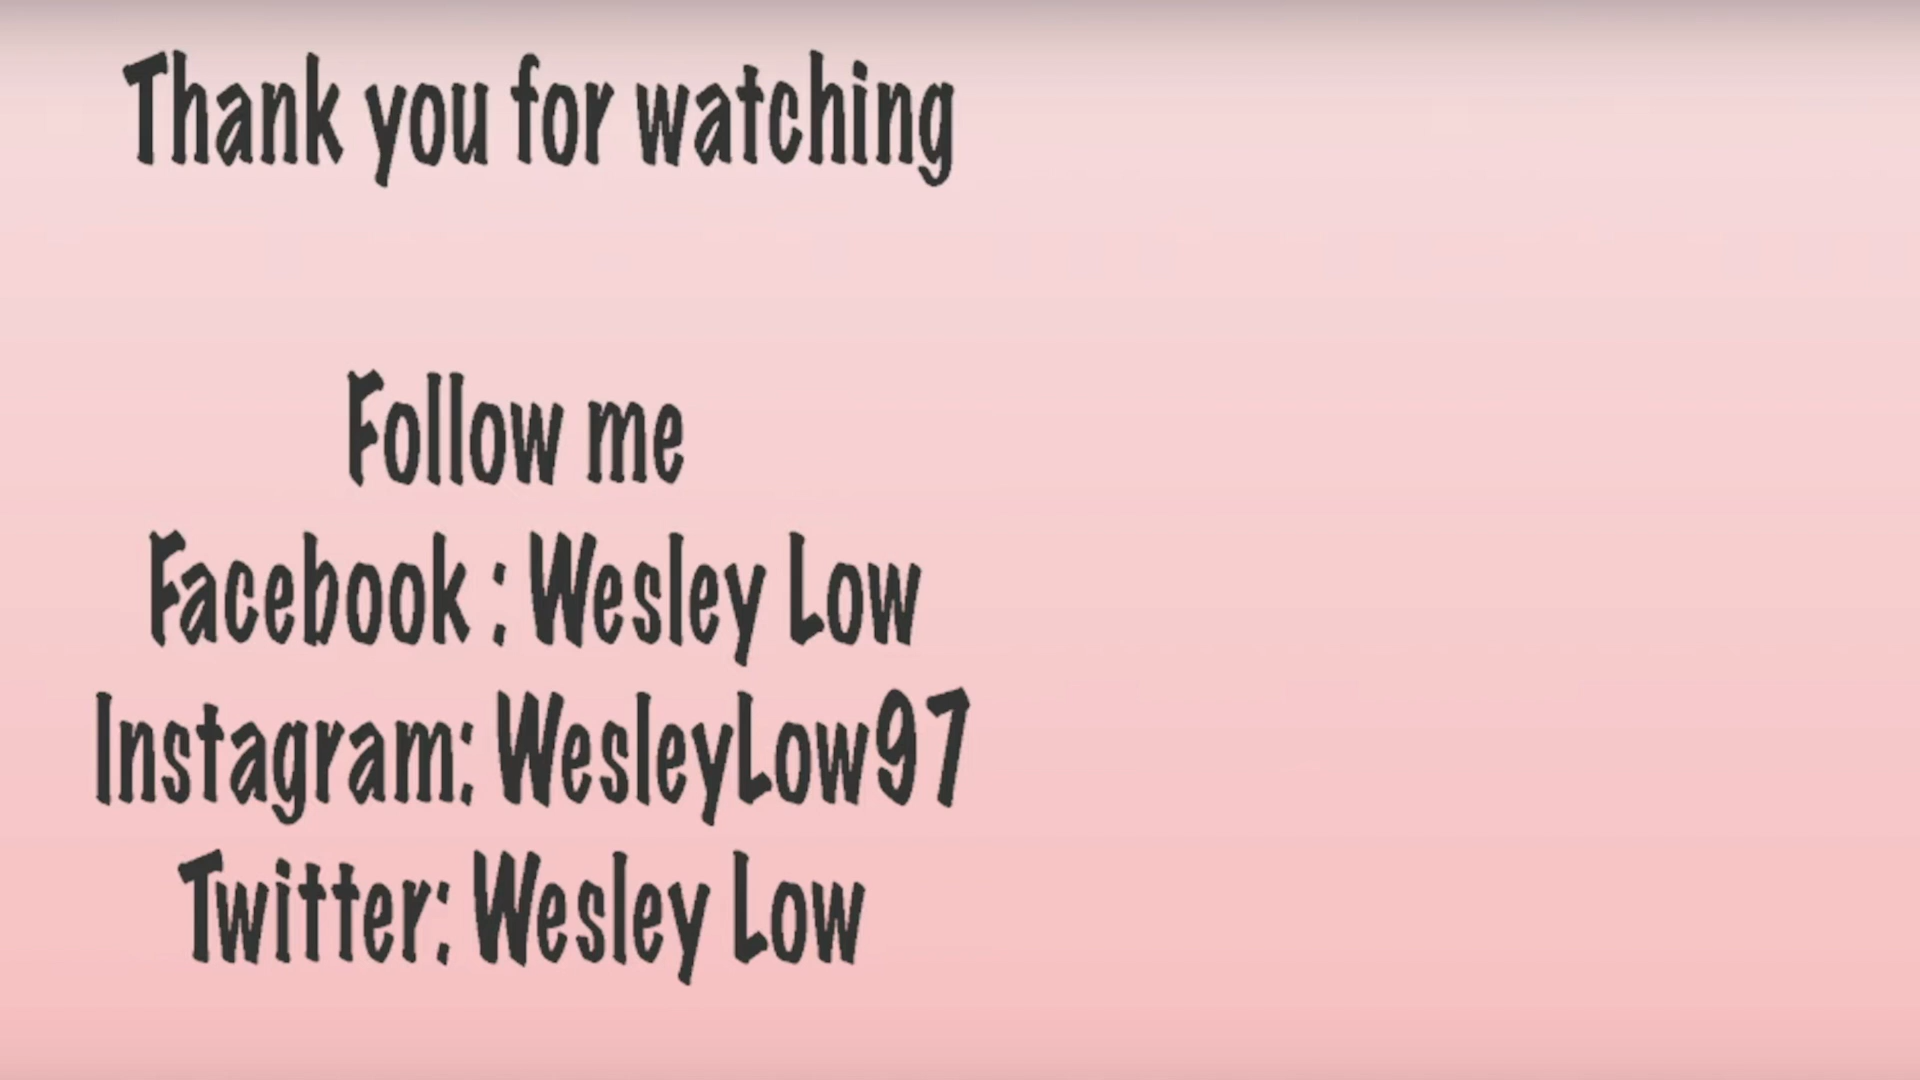 Thank you for watching
Follow me
Facebook : Wesley Low
Instagram: WesleyLow97
Twitter: Wesley Low